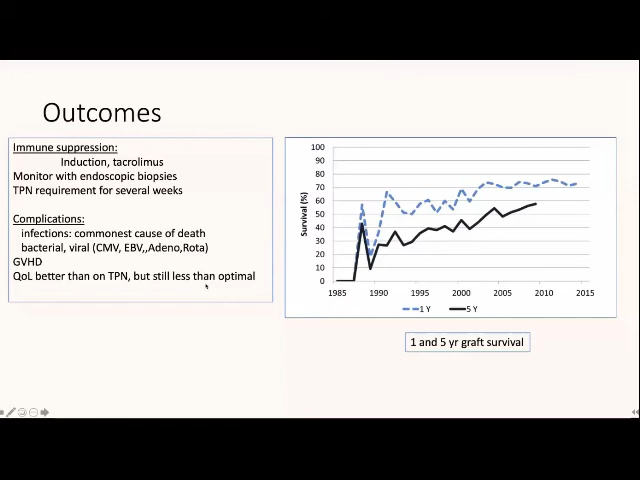 Outcomes
Immune suppression:
Induction, tacrolimus
Monitor with endoscopic biopsies
TPN requirement for several weeks
Complications:
infections: commonest cause of death
bacterial, viral (CMV, EBV,,Adeno,Rota)
GVHD
QoL better than on TPN, but still less than optimal
Survival (%)
100
90
80
70
60
50
40
30
20
10
0
1985 1990 1995 2000 2005 2010 2015
1 Y 5 Y
1 and 5 yr graft survival